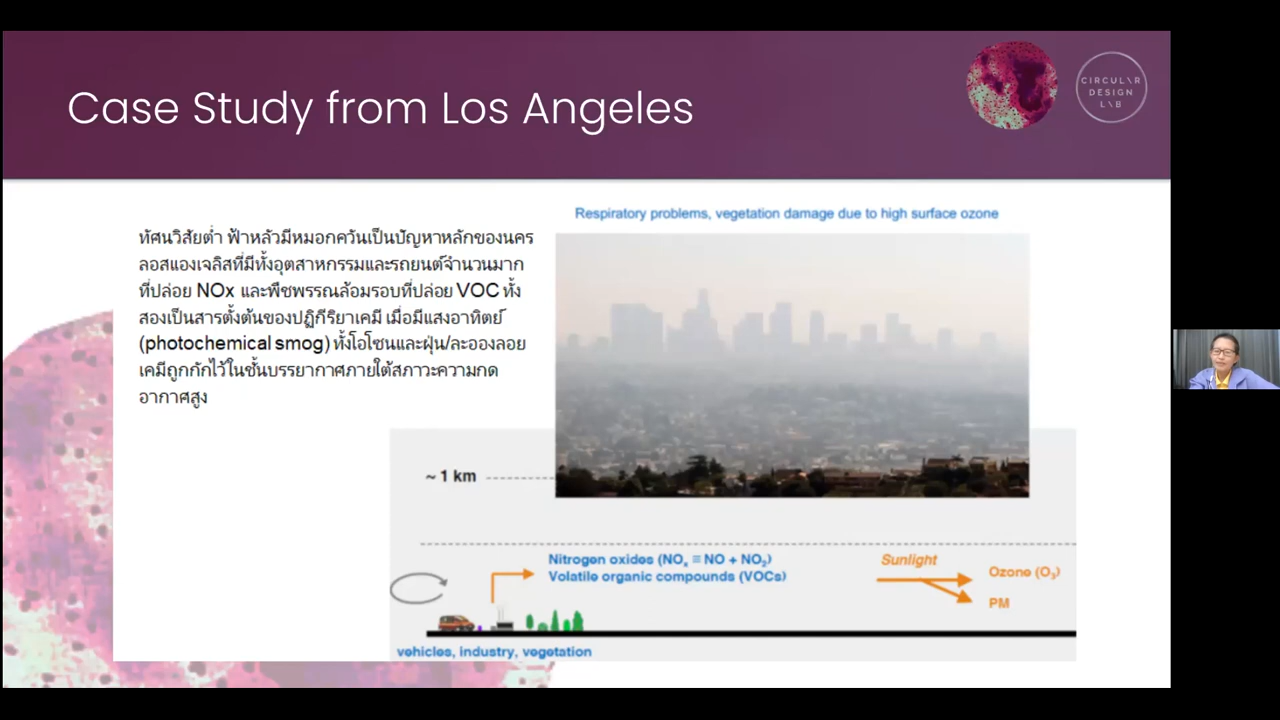 Case Study from Los Angeles
CIRCUL\R
DESIGN
L\B
Respiratory problems, vegetation damage due to high surface ozone
ทัศนวิสัยต่ำ ฟ้าหลัวมีหมอกควันเป็นปัญหาหลักของนคร
ลอสแองเจลิสที่มีทั้งอุตสาหกรรมและรถยนต์จำนวนมาก
ที่ปล่อย NOx และพืชพรรณล้อมรอบที่ปล่อย VOC ทั้ง
สองเป็นสารตั้งต้นของปฏิกิริยาเคมี เมื่อมีแสงอาทิตย์
(photochemical smog) ทั้งโอโซนและฝุ่น/ละอองลอย
เคมีถูกกักไว้ในชั้นบรรยากาศภายใต้สภาวะความกด
อากาศสูง
~ 1 km
Nitrogen oxides (NOx ≡ NO + NO2)
Volatile organic compounds (VOCs)
Sunlight
Ozone (O3)
PM
vehicles, industry, vegetation